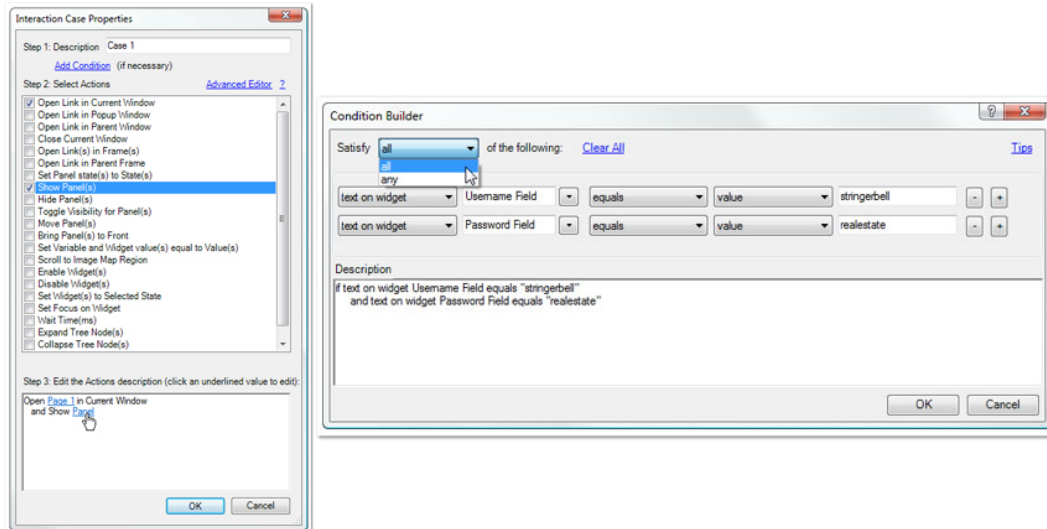 Interaction Case Properties
Step 1: Description Case 1
Add Condition (if necessary)
Step 2: Select Actions Advanced Editor ?
Open Link in Current Window
Open Link in Popup Window
Open Link in Parent Window
Close Current Window
Open Link(s) in Frame(s)
Open Link in Parent Frame
Set Panel state(s) to State(s)
Show Panel(s)
Hide Panel(s)
Toggle Visibility for Panel(s)
Move Panel(s)
Bring Panel(s) to Front
Set Variable and Widget value(s) equal to Value(s)
Scroll to Image Map Region
Enable Widget(s)
Disable Widget(s)
Set Widget(s) to Selected State
Set Focus on Widget
Wait Time(ms)
Expand Tree Node(s)
Collapse Tree Node(s)
Step 3: Edit the Actions description (click an underlined value to edit):
Open Page 1 in Current Window
and Show Panel
OK Cancel
Condition Builder
Satisfy all of the following: Clear All Tips
all
any
text on widget Username Field equals value stringerbell - +
text on widget Password Field equals value realestate - +
Description
if text on widget Username Field equals "stringerbell"
and text on widget Password Field equals "realestate"
OK Cancel